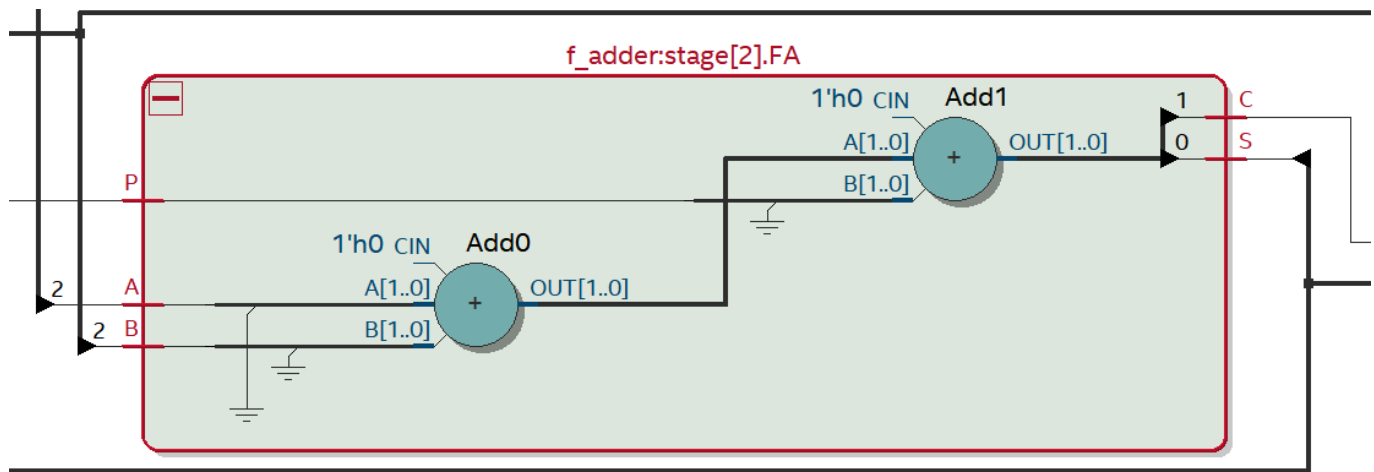 f_adder:stage[2].FA
1'h0 CIN Add1
1 C
A[1..0] + OUT[1..0] 0 S
P
B[1..0]
1'h0 CIN Add0
2 A
A[1..0] + OUT[1..0]
2 B
B[1..0]